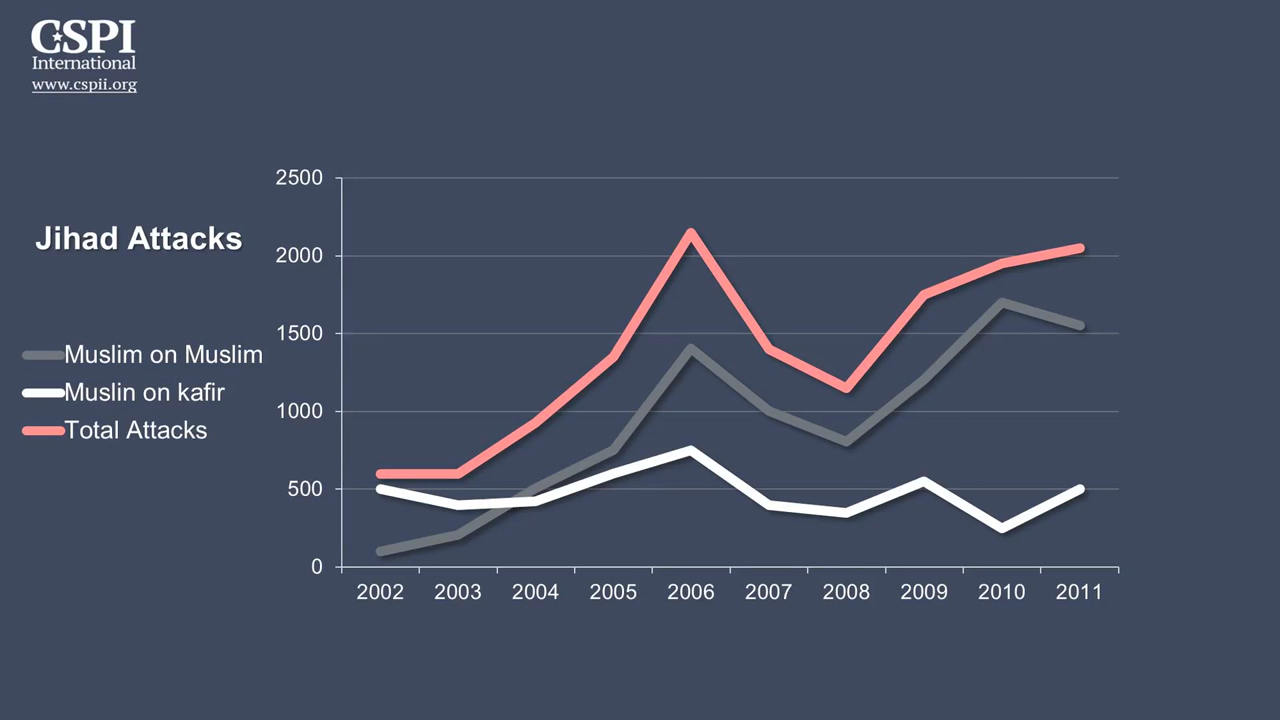 CSPI
International
www.cspii.org
Jihad Attacks
Muslim on Muslim
Muslin on kafir
Total Attacks
2500
2000
1500
1000
500
0
2002 2003 2004 2005 2006 2007 2008 2009 2010 2011